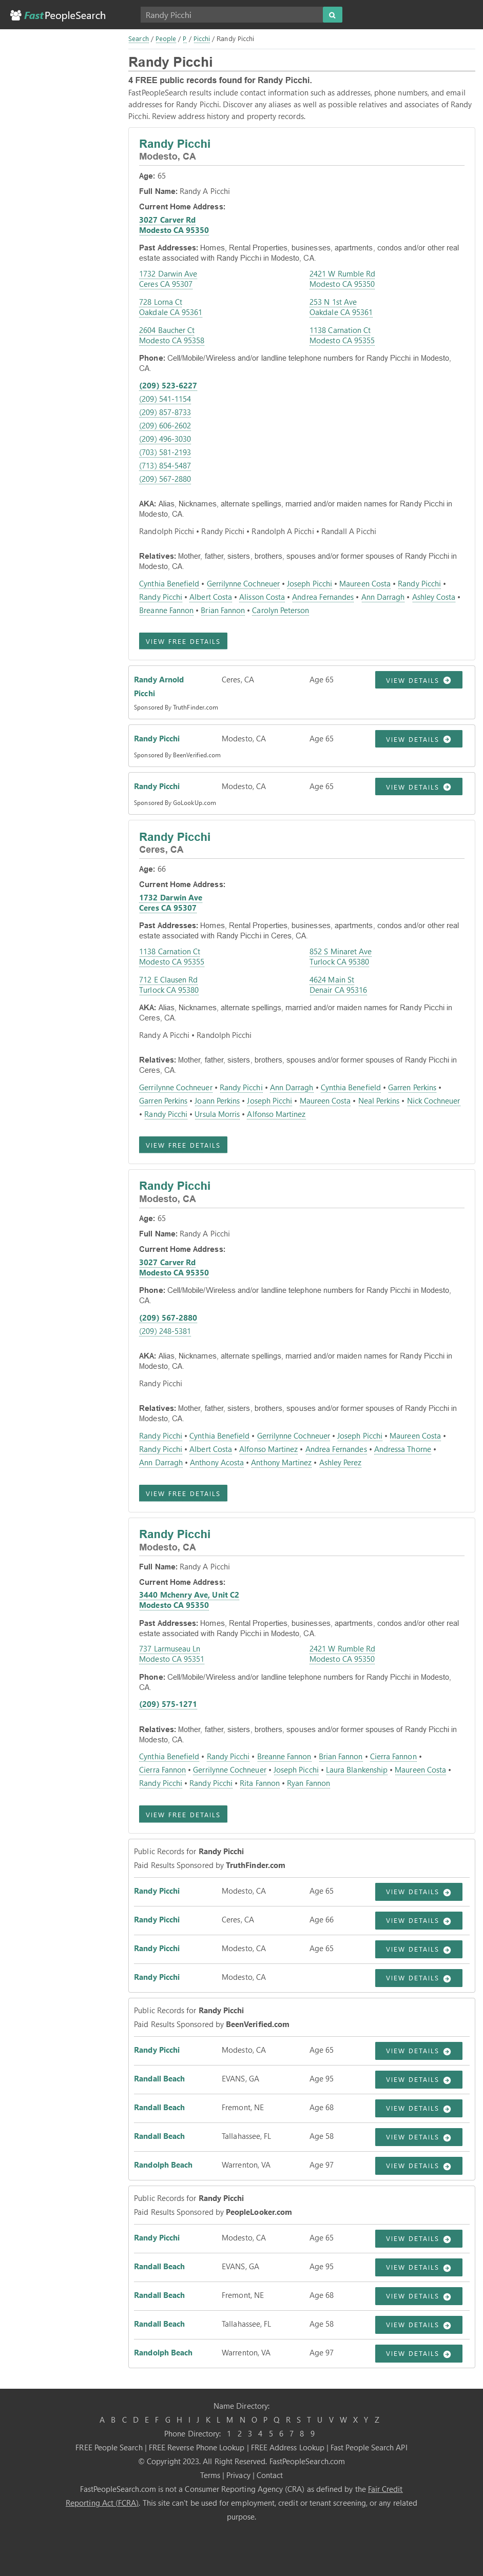 FastPeopleSearch
Randy Picchi
Search / People / P / Picchi / Randy Picchi
Randy Picchi
4 FREE public records found for Randy Picchi.
FastPeopleSearch results include contact information such as addresses, phone numbers, and email
addresses for Randy Picchi. Discover any aliases as well as possible relatives and associates of Randy
Picchi. Review address history and property records.
Randy Picchi
Modesto, CA
Age: 65
Full Name: Randy A Picchi
Current Home Address:
3027 Carver Rd
Modesto CA 95350
Past Addresses: Homes, Rental Properties, businesses, apartments, condos and/or other real
estate associated with Randy Picchi in Modesto, CA.
1732 Darwin Ave
Ceres CA 95307
2421 W Rumble Rd
Modesto CA 95350
728 Lorna Ct
Oakdale CA 95361
253 N 1st Ave
Oakdale CA 95361
2604 Baucher Ct
Modesto CA 95358
1138 Carnation Ct
Modesto CA 95355
Phone: Cell/Mobile/Wireless and/or landline telephone numbers for Randy Picchi in Modesto,
CA.
(209) 523-6227
(209) 541-1154
(209) 857-8733
(209) 606-2602
(209) 496-3030
(703) 581-2193
(713) 854-5487
(209) 567-2880
AKA: Alias, Nicknames, alternate spellings, married and/or maiden names for Randy Picchi in
Modesto, CA.
Randolph Picchi • Randy Picchi • Randolph A Picchi • Randall A Picchi
Relatives: Mother, father, sisters, brothers, spouses and/or former spouses of Randy Picchi in
Modesto, CA.
Cynthia Benefield • Gerrilynne Cochneuer • Joseph Picchi • Maureen Costa • Randy Picchi •
Randy Picchi • Albert Costa • Alisson Costa • Andrea Fernandes • Ann Darragh • Ashley Costa •
Breanne Fannon • Brian Fannon • Carolyn Peterson
VIEW FREE DETAILS
Randy Arnold
Picchi
Ceres, CA
Age 65
VIEW DETAILS
Sponsored By TruthFinder.com
Randy Picchi
Modesto, CA
Age 65
VIEW DETAILS
Sponsored By BeenVerified.com
Randy Picchi
Modesto, CA
Age 65
VIEW DETAILS
Sponsored By GoLookUp.com
Randy Picchi
Ceres, CA
Age: 66
Current Home Address:
1732 Darwin Ave
Ceres CA 95307
Past Addresses: Homes, Rental Properties, businesses, apartments, condos and/or other real
estate associated with Randy Picchi in Ceres, CA.
1138 Carnation Ct
Modesto CA 95355
852 S Minaret Ave
Turlock CA 95380
712 E Clausen Rd
Turlock CA 95380
4624 Main St
Denair CA 95316
AKA: Alias, Nicknames, alternate spellings, married and/or maiden names for Randy Picchi in
Ceres, CA.
Randy A Picchi • Randolph Picchi
Relatives: Mother, father, sisters, brothers, spouses and/or former spouses of Randy Picchi in
Ceres, CA.
Gerrilynne Cochneuer • Randy Picchi • Ann Darragh • Cynthia Benefield • Garren Perkins •
Garren Perkins • Joann Perkins • Joseph Picchi • Maureen Costa • Neal Perkins • Nick Cochneuer
• Randy Picchi • Ursula Morris • Alfonso Martinez
VIEW FREE DETAILS
Randy Picchi
Modesto, CA
Age: 65
Full Name: Randy A Picchi
Current Home Address:
3027 Carver Rd
Modesto CA 95350
Phone: Cell/Mobile/Wireless and/or landline telephone numbers for Randy Picchi in Modesto,
CA.
(209) 567-2880
(209) 248-5381
AKA: Alias, Nicknames, alternate spellings, married and/or maiden names for Randy Picchi in
Modesto, CA.
Randy Picchi
Relatives: Mother, father, sisters, brothers, spouses and/or former spouses of Randy Picchi in
Modesto, CA.
Randy Picchi • Cynthia Benefield • Gerrilynne Cochneuer • Joseph Picchi • Maureen Costa •
Randy Picchi • Albert Costa • Alfonso Martinez • Andrea Fernandes • Andressa Thorne •
Ann Darragh • Anthony Acosta • Anthony Martinez • Ashley Perez
VIEW FREE DETAILS
Randy Picchi
Modesto, CA
Full Name: Randy A Picchi
Current Home Address:
3440 Mchenry Ave, Unit C2
Modesto CA 95350
Past Addresses: Homes, Rental Properties, businesses, apartments, condos and/or other real
estate associated with Randy Picchi in Modesto, CA.
737 Larmuseau Ln
Modesto CA 95351
2421 W Rumble Rd
Modesto CA 95350
Phone: Cell/Mobile/Wireless and/or landline telephone numbers for Randy Picchi in Modesto,
CA.
(209) 575-1271
Relatives: Mother, father, sisters, brothers, spouses and/or former spouses of Randy Picchi in
Modesto, CA.
Cynthia Benefield • Randy Picchi • Breanne Fannon • Brian Fannon • Cierra Fannon •
Cierra Fannon • Gerrilynne Cochneuer • Joseph Picchi • Laura Blankenship • Maureen Costa •
Randy Picchi • Randy Picchi • Rita Fannon • Ryan Fannon
VIEW FREE DETAILS
Public Records for Randy Picchi
Paid Results Sponsored by TruthFinder.com
Randy Picchi Modesto, CA Age 65 VIEW DETAILS
Randy Picchi Ceres, CA Age 66 VIEW DETAILS
Randy Picchi Modesto, CA Age 65 VIEW DETAILS
Randy Picchi Modesto, CA VIEW DETAILS
Public Records for Randy Picchi
Paid Results Sponsored by BeenVerified.com
Randy Picchi Modesto, CA Age 65 VIEW DETAILS
Randall Beach EVANS, GA Age 95 VIEW DETAILS
Randall Beach Fremont, NE Age 68 VIEW DETAILS
Randall Beach Tallahassee, FL Age 58 VIEW DETAILS
Randolph Beach Warrenton, VA Age 97 VIEW DETAILS
Public Records for Randy Picchi
Paid Results Sponsored by PeopleLooker.com
Randy Picchi Modesto, CA Age 65 VIEW DETAILS
Randall Beach EVANS, GA Age 95 VIEW DETAILS
Randall Beach Fremont, NE Age 68 VIEW DETAILS
Randall Beach Tallahassee, FL Age 58 VIEW DETAILS
Randolph Beach Warrenton, VA Age 97 VIEW DETAILS
Name Directory:
A B C D E F G H I J K L M N O P Q R S T U V W X Y Z
Phone Directory: 1 2 3 4 5 6 7 8 9
FREE People Search | FREE Reverse Phone Lookup | FREE Address Lookup | Fast People Search API
© Copyright 2023. All Right Reserved. FastPeopleSearch.com
Terms | Privacy | Contact
FastPeopleSearch.com is not a Consumer Reporting Agency (CRA) as defined by the Fair Credit
Reporting Act (FCRA). This site can't be used for employment, credit or tenant screening, or any related
purpose.